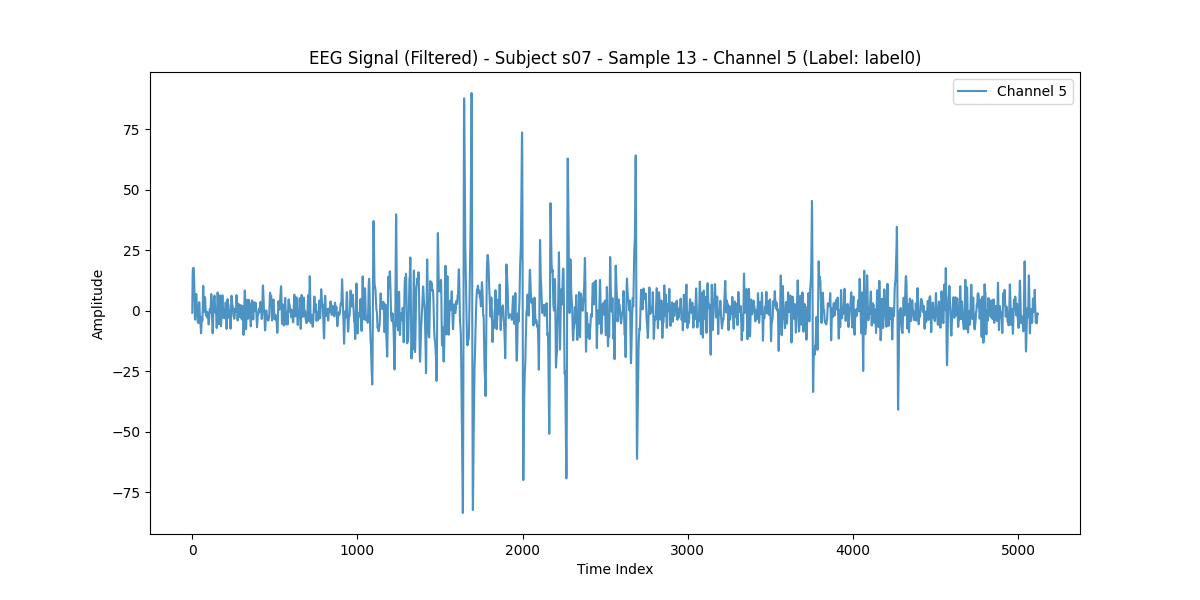 EEG Signal (Filtered) - Subject s07 - Sample 13 - Channel 5 (Label: label0)
Channel 5
75
50
25
0
−25
−50
−75
Amplitude
0 1000 2000 3000 4000 5000
Time Index